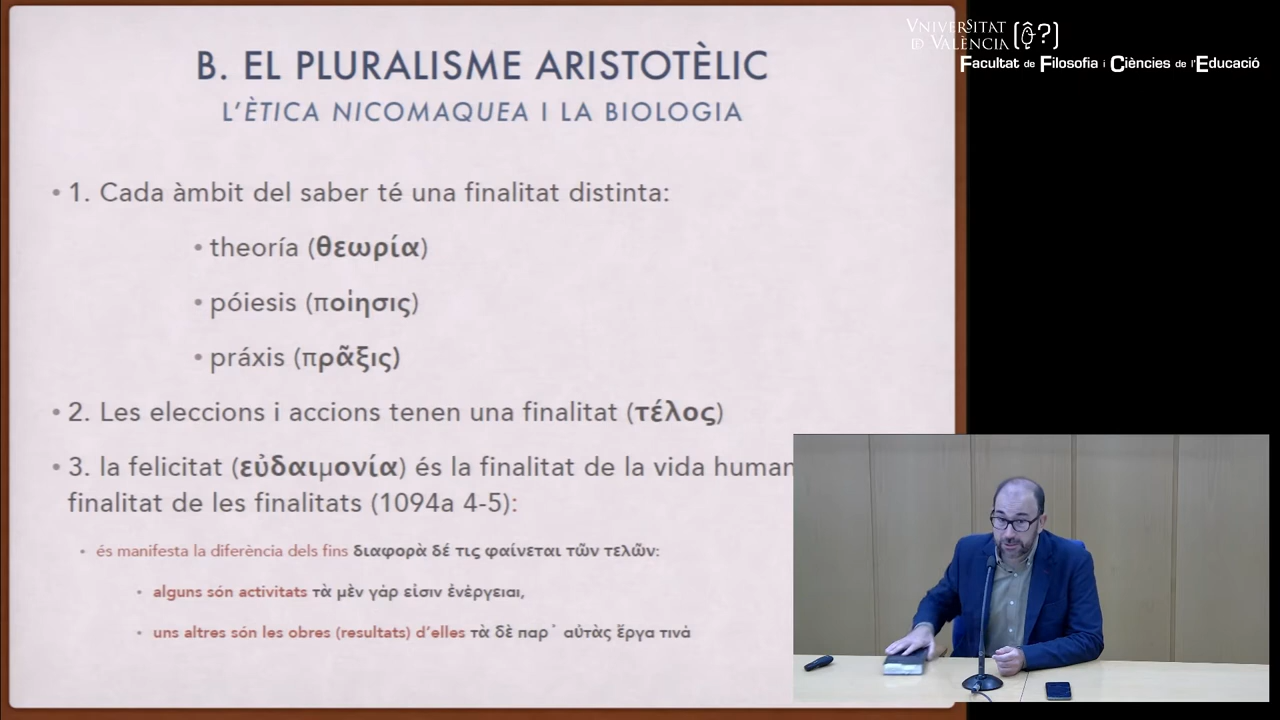 B. EL PLURALISME ARISTOTÈLIC
L'ÈTICA NICOMAQUEA I LA BIOLOGIA
• 1. Cada àmbit del saber té una finalitat distinta:
• theoría (θεωρία)
• póiesis (ποίησις)
• práxis (πρᾶξις)
• 2. Les eleccions i accions tenen una finalitat (τέλος)
• 3. la felicitat (εὐδαιμονία) és la finalitat de la vida human
finalitat de les finalitats (1094a 4-5):
• és manifesta la diferència dels fins διαφορὰ δέ τις φαίνεται τῶν τελῶν:
• alguns són activitats τὰ μὲν γάρ εἰσιν ἐνέργειαι,
• uns altres són les obres (resultats) d'elles τὰ δὲ παρ᾽ αὐτὰς ἔργα τινά
VNIVERSITAT
D VALÈNCIA (Q̂?)
Facultat de Filosofia i Ciències de l'Educació